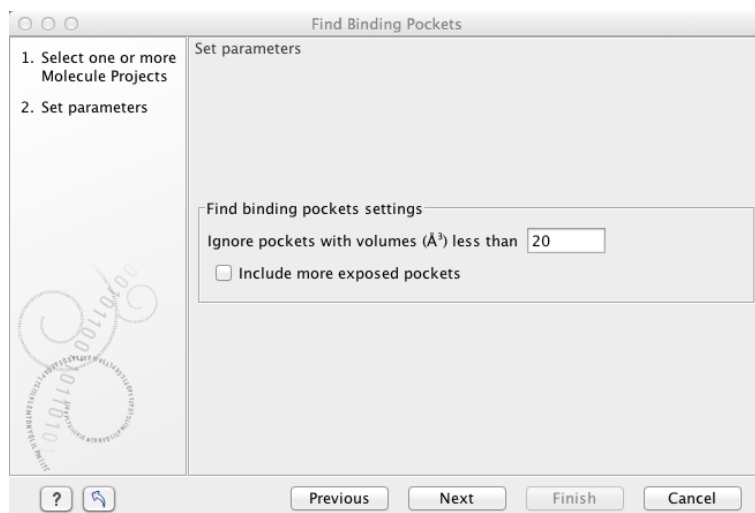 Find Binding Pockets
1. Select one or more
Molecule Projects
2. Set parameters
Set parameters
Find binding pockets settings
Ignore pockets with volumes (Å³) less than 20
Include more exposed pockets
? Previous Next Finish Cancel